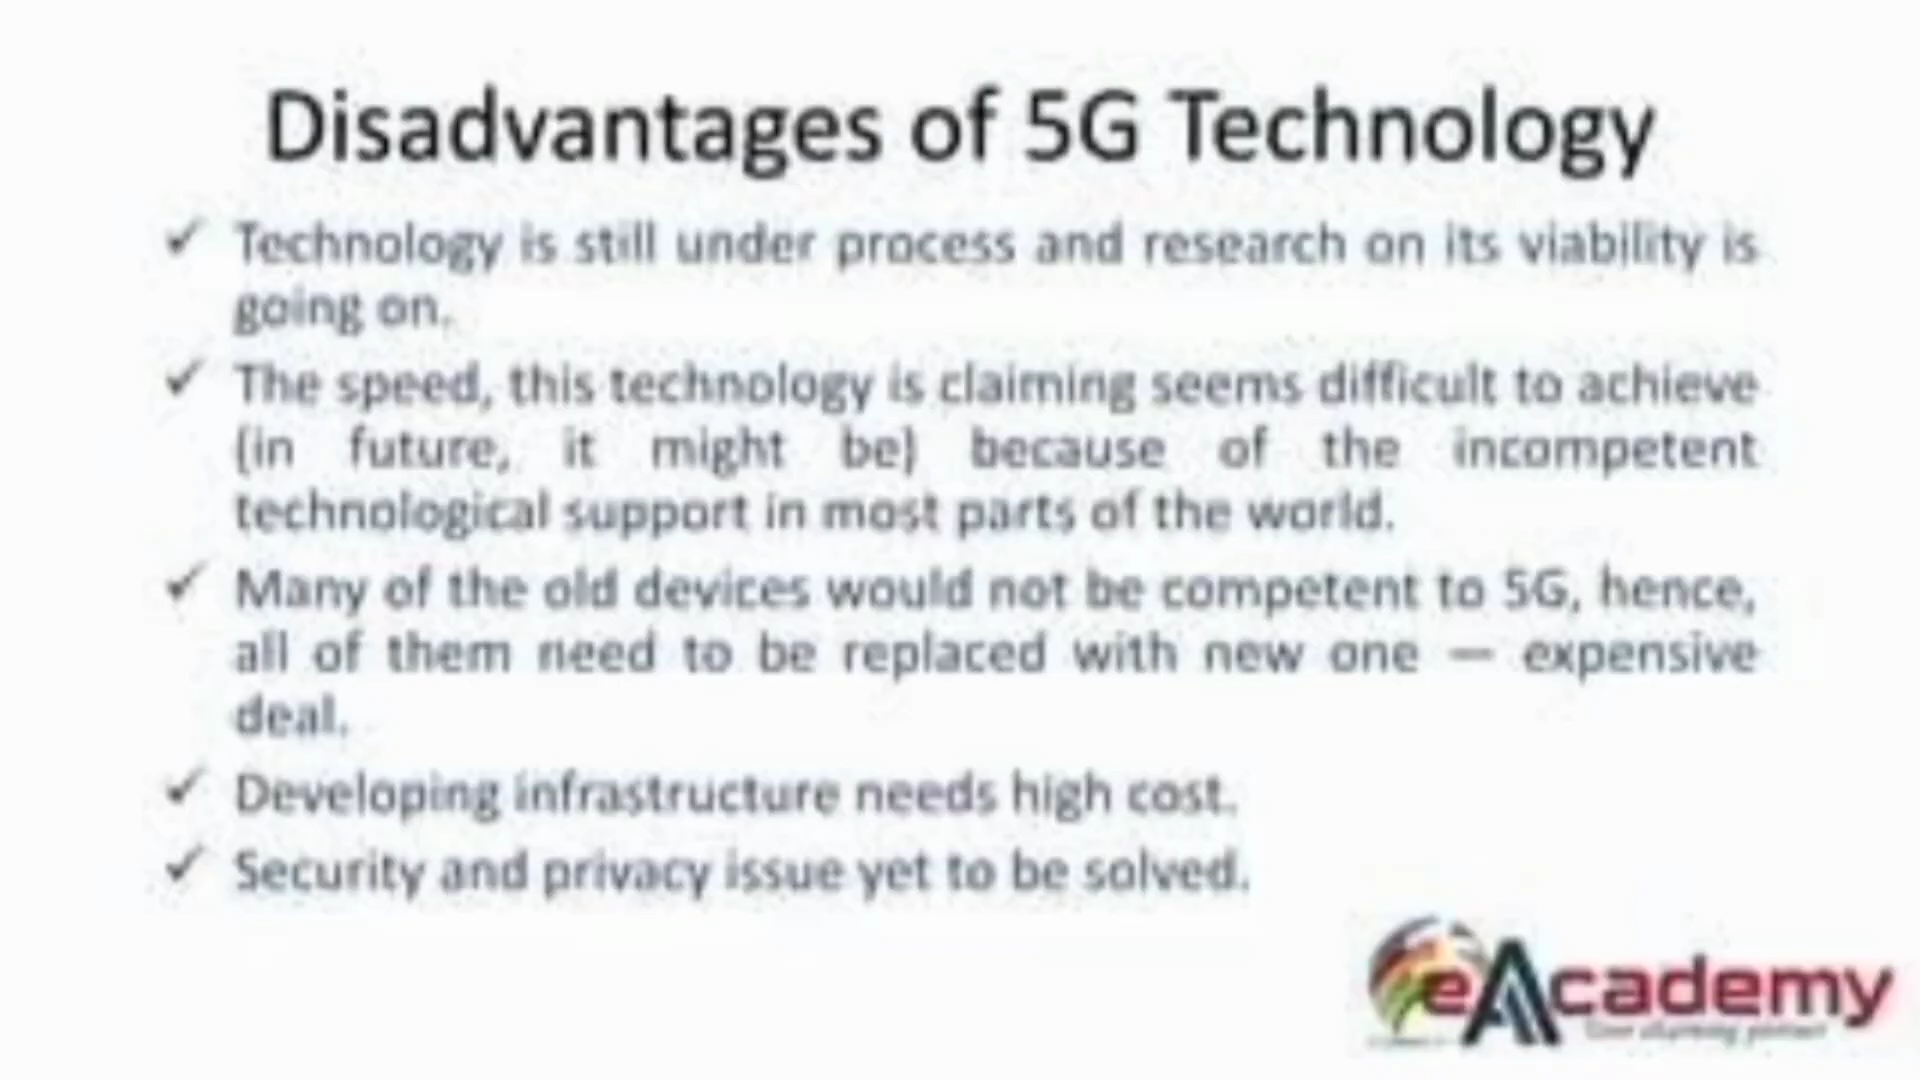 Disadvantages of 5G Technology
✓ Technology is still under process and research on its viability is
going on.
✓ The speed, this technology is claiming seems difficult to achieve
(in future, it might be) because of the incompetent
technological support in most parts of the world.
✓ Many of the old devices would not be competent to 5G, hence,
all of them need to be replaced with new one — expensive
deal.
✓ Developing infrastructure needs high cost.
✓ Security and privacy issue yet to be solved.
eAcademy